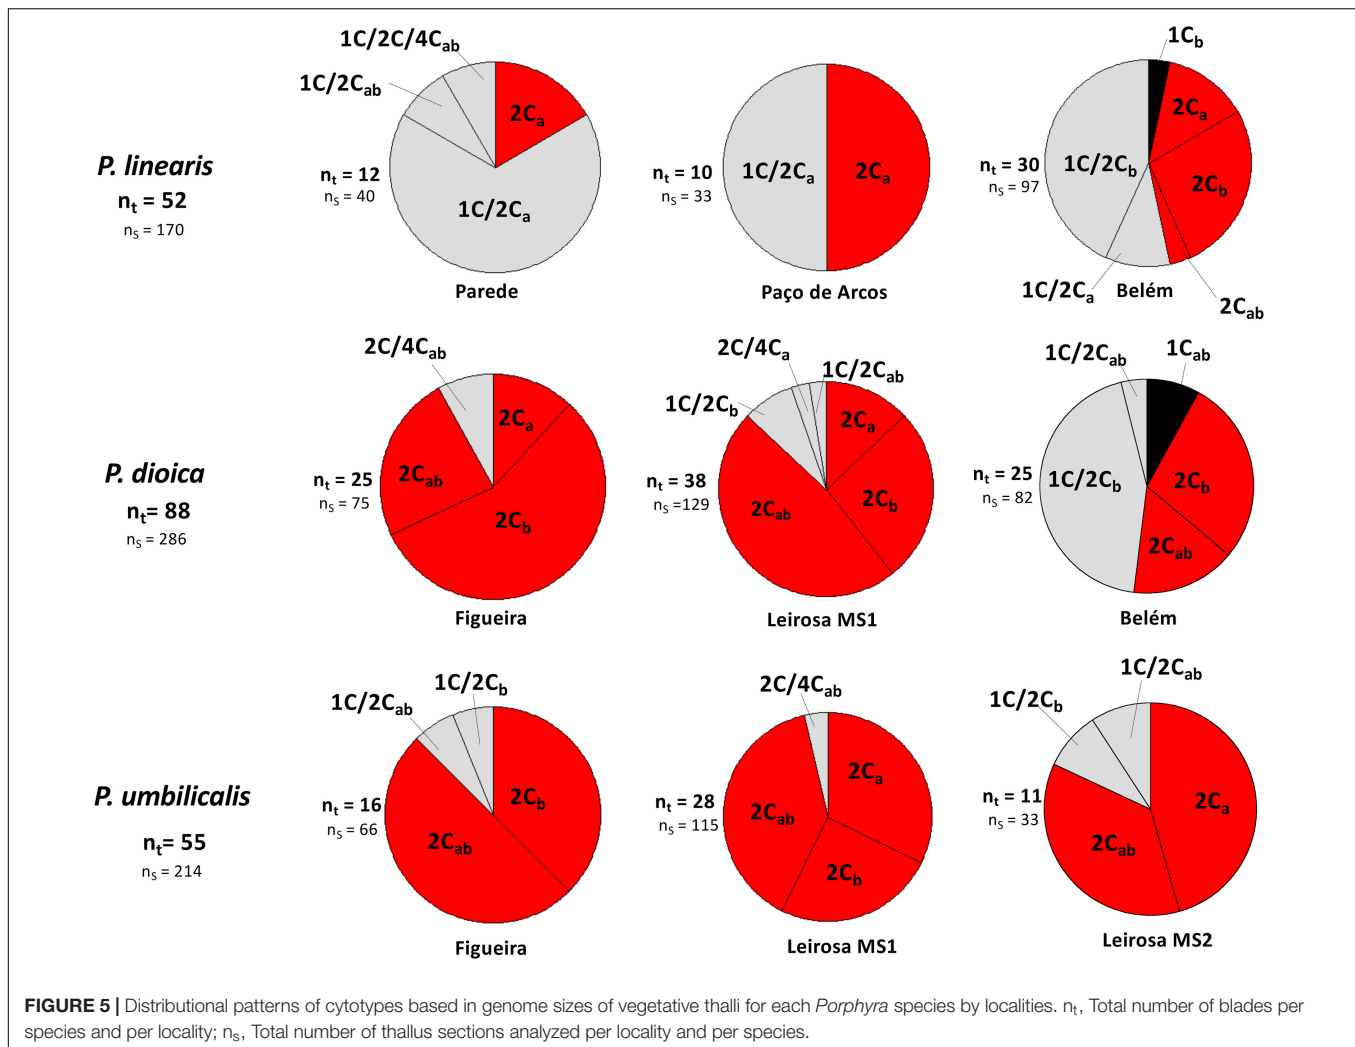 1C/2C/4Cab
1C/2Cab
2Ca
1C/2Ca
P. linearis
nt = 52
nS = 170
nt = 12
nS = 40
Parede
1C/2Ca
2Ca
nt = 10
nS = 33
Paço de Arcos
1Cb
2Ca
1C/2Cb
2Cb
nt = 30
nS = 97
1C/2Ca
2Cab
Belém
P. dioica
nt= 88
nS = 286
2C/4Cab
2Ca
2Cab
2Cb
nt = 25
nS = 75
Figueira
2C/4Ca
1C/2Cab
1C/2Cb
2Ca
2Cb
2Cab
nt = 38
nS =129
Leirosa MS1
1C/2Cab
1Cab
1C/2Cb
2Cb
2Cab
nt = 25
nS = 82
Belém
P. umbilicalis
nt= 55
nS = 214
1C/2Cb
1C/2Cab
2Cb
2Cab
nt = 16
nS = 66
Figueira
2C/4Cab
2Ca
2Cab
2Cb
nt = 28
nS = 115
Leirosa MS1
1C/2Cab
1C/2Cb
2Ca
2Cab
nt = 11
nS = 33
Leirosa MS2
FIGURE 5 | Distributional patterns of cytotypes based in genome sizes of vegetative thalli for each Porphyra species by localities. nt, Total number of blades per
species and per locality; ns, Total number of thallus sections analyzed per locality and per species.